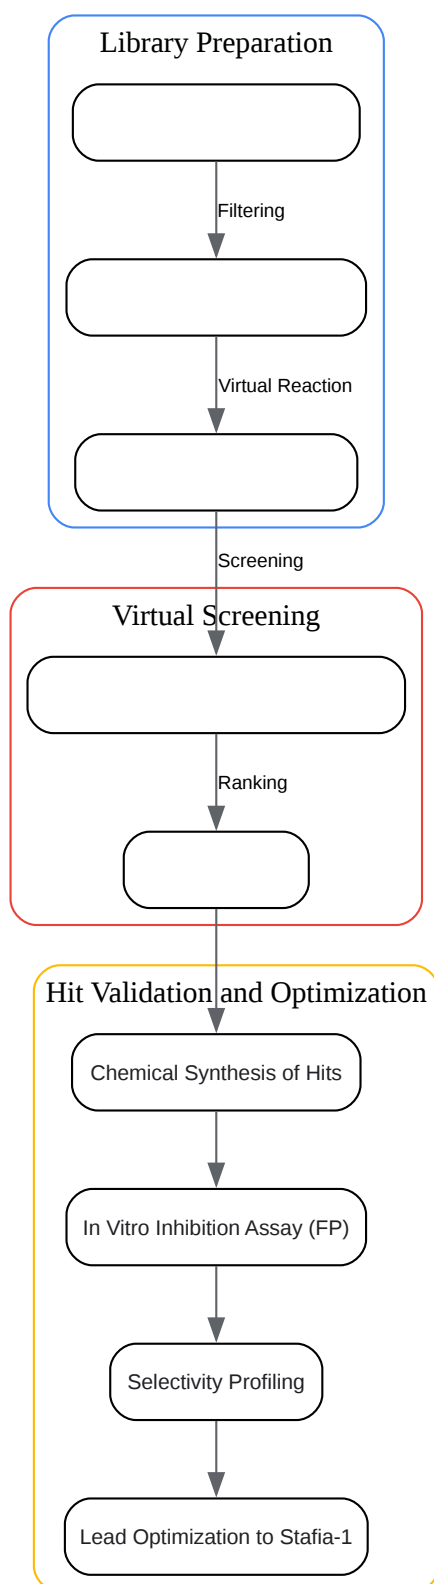 Library Preparation
Filtering
Virtual Reaction
Screening
Virtual Screening
Ranking
Hit Validation and Optimization
Chemical Synthesis of Hits
In Vitro Inhibition Assay (FP)
Selectivity Profiling
Lead Optimization to Stafia-1